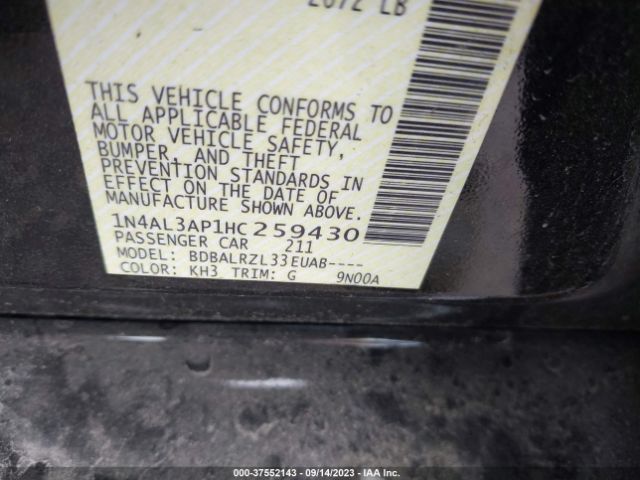 2672 LB
THIS VEHICLE CONFORMS TO
ALL APPLICABLE FEDERAL
MOTOR VEHICLE SAFETY,
BUMPER, AND THEFT
PREVENTION STANDARDS IN
EFFECT ON THE DATE OF
MANUFACTURE SHOWN ABOVE.
1N4AL3AP1HC259430
PASSENGER CAR 211
MODEL: BDBALRZL33EUAB----
COLOR: KH3 TRIM: G 9N00A
000-37552143 - 09/14/2023 - IAA Inc.